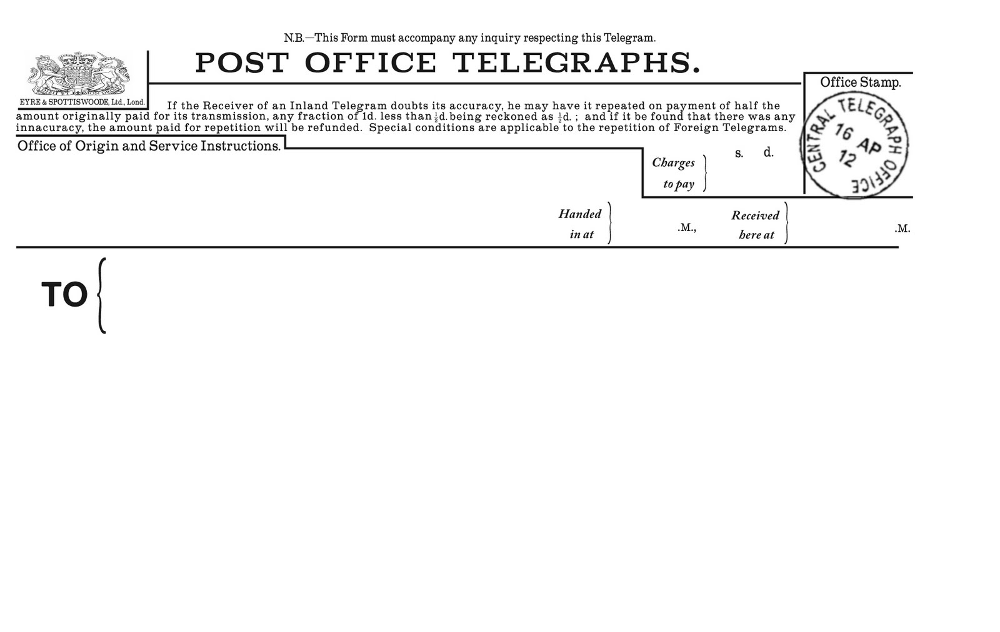 N.B.—This Form must accompany any inquiry respecting this Telegram.
POST OFFICE TELEGRAPHS.
EYRE & SPOTTISWOODE, Ltd., Lond.
Office Stamp.
If the Receiver of an Inland Telegram doubts its accuracy, he may have it repeated on payment of half the
amount originally paid for its transmission, any fraction of 1d. less than ½d. being reckoned as ½d. ; and if it be found that there was any
innacuracy, the amount paid for repetition will be refunded. Special conditions are applicable to the repetition of Foreign Telegrams.
CENTRAL TELEGRAPH OFFICE
16 AP
12
Office of Origin and Service Instructions.
Charges
to pay
s. d.
Handed
in at
.M.,
Received
here at
.M.
TO